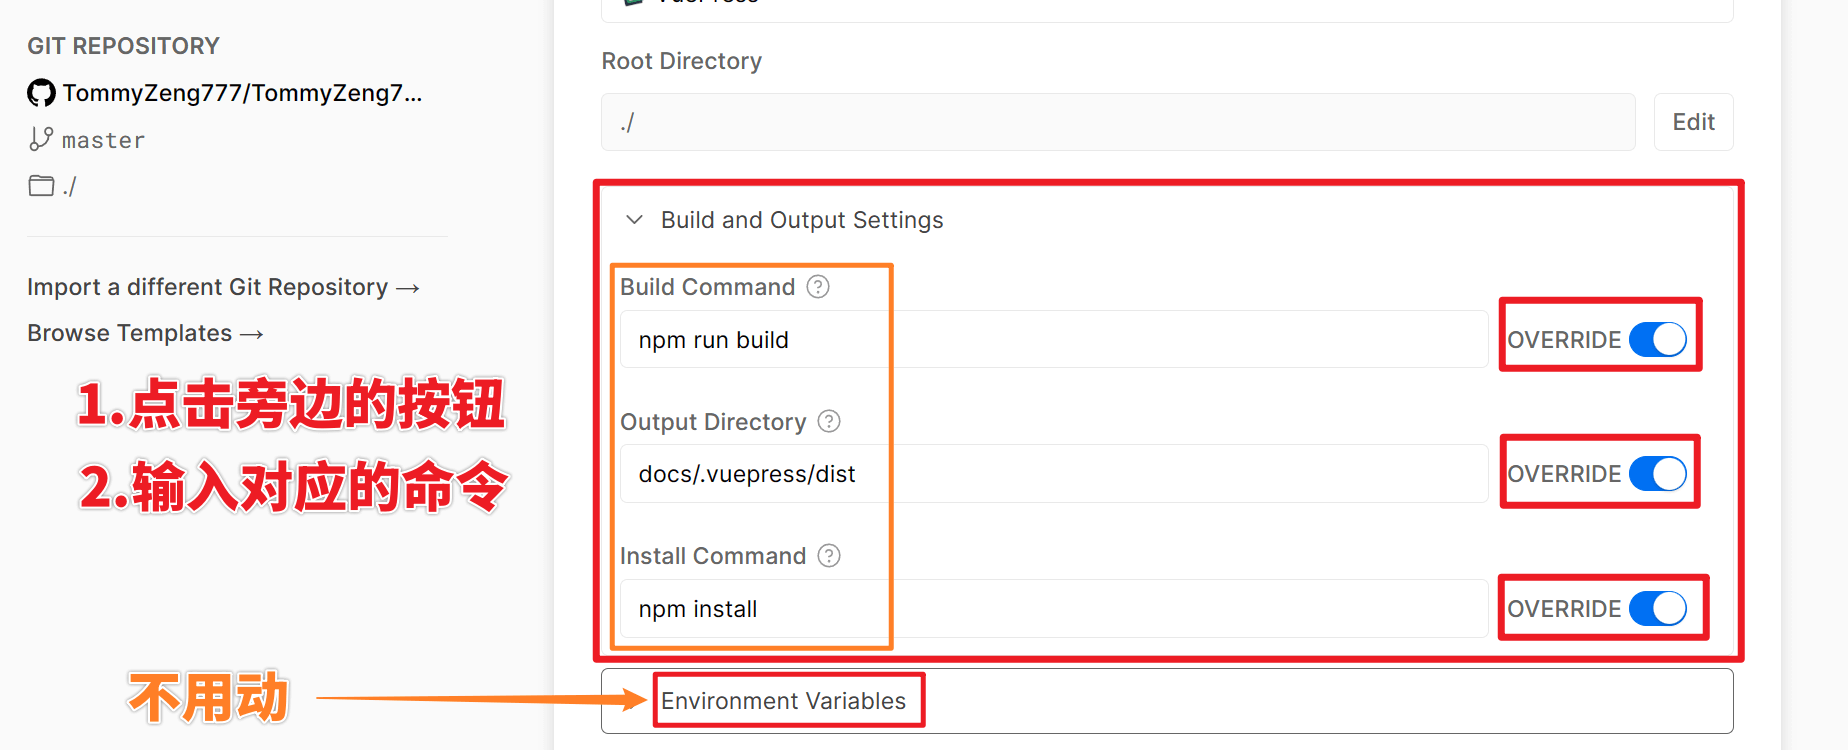 GIT REPOSITORY
TommyZeng777/TommyZeng7...
master
./
Import a different Git Repository →
Browse Templates →
1.点击旁边的按钮
2.输入对应的命令
不用动
Root Directory
./
Edit
Build and Output Settings
Build Command ?
npm run build
OVERRIDE
Output Directory ?
docs/.vuepress/dist
OVERRIDE
Install Command ?
npm install
OVERRIDE
Environment Variables